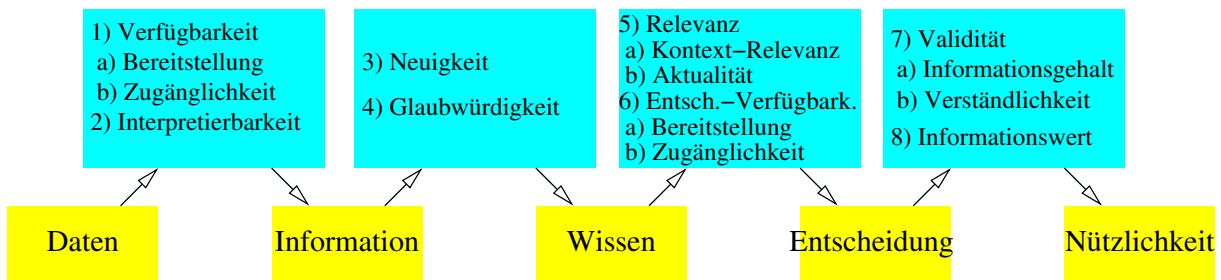 1) Verfügbarkeit
a) Bereitstellung
b) Zugänglichkeit
2) Interpretierbarkeit
3) Neuigkeit
4) Glaubwürdigkeit
5) Relevanz
a) Kontext−Relevanz
b) Aktualität
6) Entsch.−Verfügbark.
a) Bereitstellung
b) Zugänglichkeit
7) Validität
a) Informationsgehalt
b) Verständlichkeit
8) Informationswert
Daten
Information
Wissen
Entscheidung
Nützlichkeit